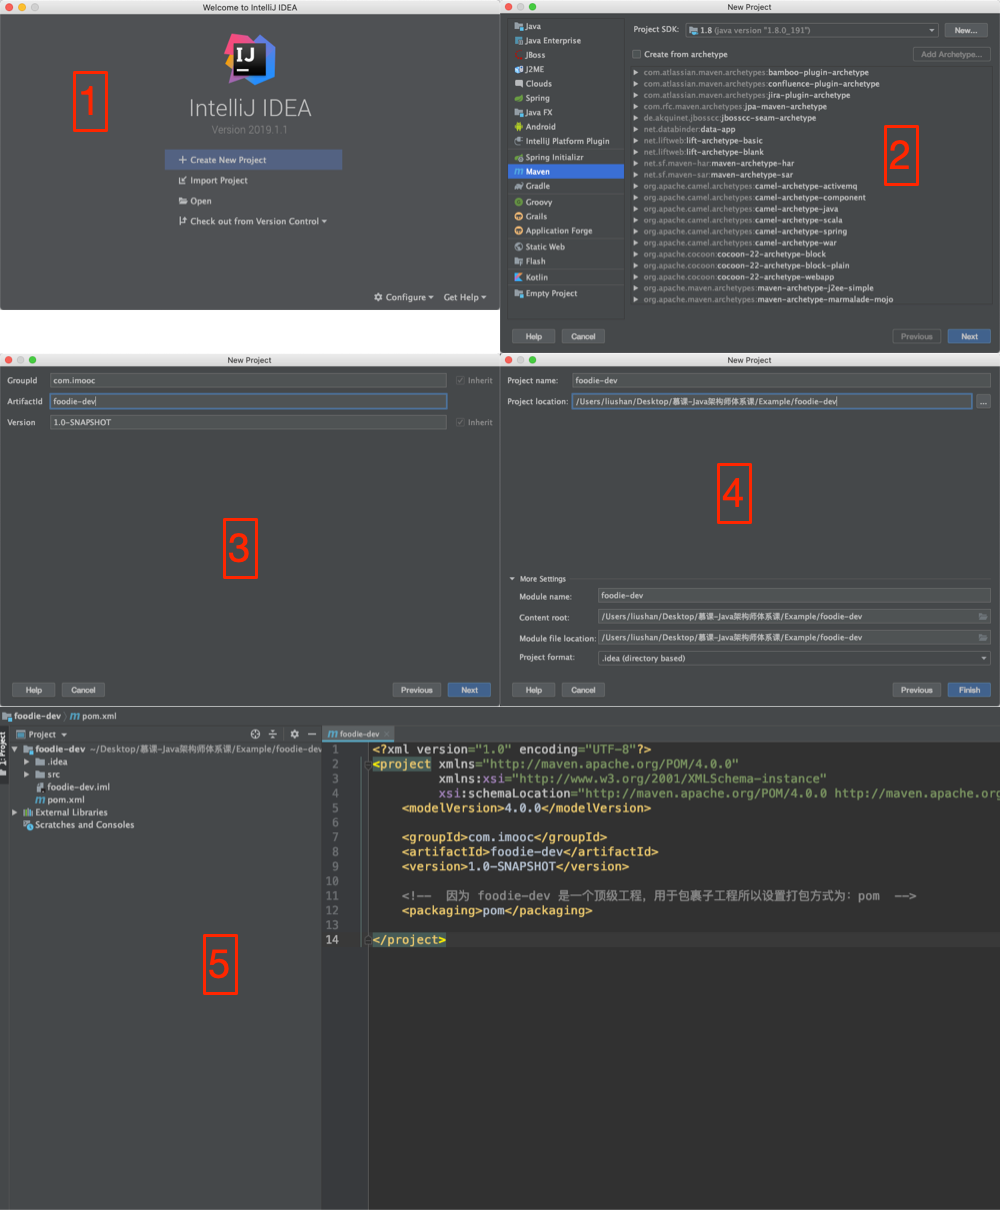 Welcome to IntelliJ IDEA
1
IJ
IntelliJ IDEA
Version 2019.1.1
Create New Project
Import Project
Open
Check out from Version Control
Configure
Get Help
New Project
Java
Java Enterprise
JBoss
J2ME
Clouds
Spring
Java FX
Android
IntelliJ Platform Plugin
Spring Initializr
Maven
Gradle
Groovy
Grails
Application Forge
Static Web
Flash
Kotlin
Empty Project
Project SDK: 1.8 (java version "1.8.0_191") New...
Create from archetype Add Archetype...
com.atlassian.maven.archetypes:bamboo-plugin-archetype
com.atlassian.maven.archetypes:confluence-plugin-archetype
com.atlassian.maven.archetypes:jira-plugin-archetype
com.rfc.maven.archetypes:jpa-maven-archetype
de.akquinet.jbosscc:jbosscc-seam-archetype
net.databinder:data-app
net.liftweb:lift-archetype-basic
net.liftweb:lift-archetype-blank
net.sf.maven-har:maven-archetype-har
net.sf.maven-sar:maven-archetype-sar
org.apache.camel.archetypes:camel-archetype-activemq
org.apache.camel.archetypes:camel-archetype-component
org.apache.camel.archetypes:camel-archetype-java
org.apache.camel.archetypes:camel-archetype-scala
org.apache.camel.archetypes:camel-archetype-spring
org.apache.camel.archetypes:camel-archetype-war
org.apache.cocoon:cocoon-22-archetype-block
org.apache.cocoon:cocoon-22-archetype-block-plain
org.apache.cocoon:cocoon-22-archetype-webapp
org.apache.maven.archetypes:maven-archetype-j2ee-simple
org.apache.maven.archetypes:maven-archetype-marmalade-mojo
2
Help Cancel Previous Next
New Project
GroupId com.imooc Inherit
ArtifactId foodie-dev
Version 1.0-SNAPSHOT Inherit
3
Help Cancel Previous Next
New Project
Project name: foodie-dev
Project location: /Users/liushan/Desktop/慕课-Java架构师体系课/Example/foodie-dev ...
4
More Settings
Module name: foodie-dev
Content root: /Users/liushan/Desktop/慕课-Java架构师体系课/Example/foodie-dev
Module file location: /Users/liushan/Desktop/慕课-Java架构师体系课/Example/foodie-dev
Project format: .idea (directory based)
Help Cancel Previous Finish
foodie-dev pom.xml
1: Project
Project
foodie-dev ~/Desktop/慕课-Java架构师体系课/Example/foodie-dev
.idea
src
foodie-dev.iml
pom.xml
External Libraries
Scratches and Consoles
5
foodie-dev
1 <?xml version="1.0" encoding="UTF-8"?>
2 <project xmlns="http://maven.apache.org/POM/4.0.0"
3 xmlns:xsi="http://www.w3.org/2001/XMLSchema-instance"
4 xsi:schemaLocation="http://maven.apache.org/POM/4.0.0 http://maven.apache.org
5 <modelVersion>4.0.0</modelVersion>
6
7 <groupId>com.imooc</groupId>
8 <artifactId>foodie-dev</artifactId>
9 <version>1.0-SNAPSHOT</version>
10
11 <!-- 因为 foodie-dev 是一个顶级工程，用于包裹子工程所以设置打包方式为：pom -->
12 <packaging>pom</packaging>
13
14 </project>